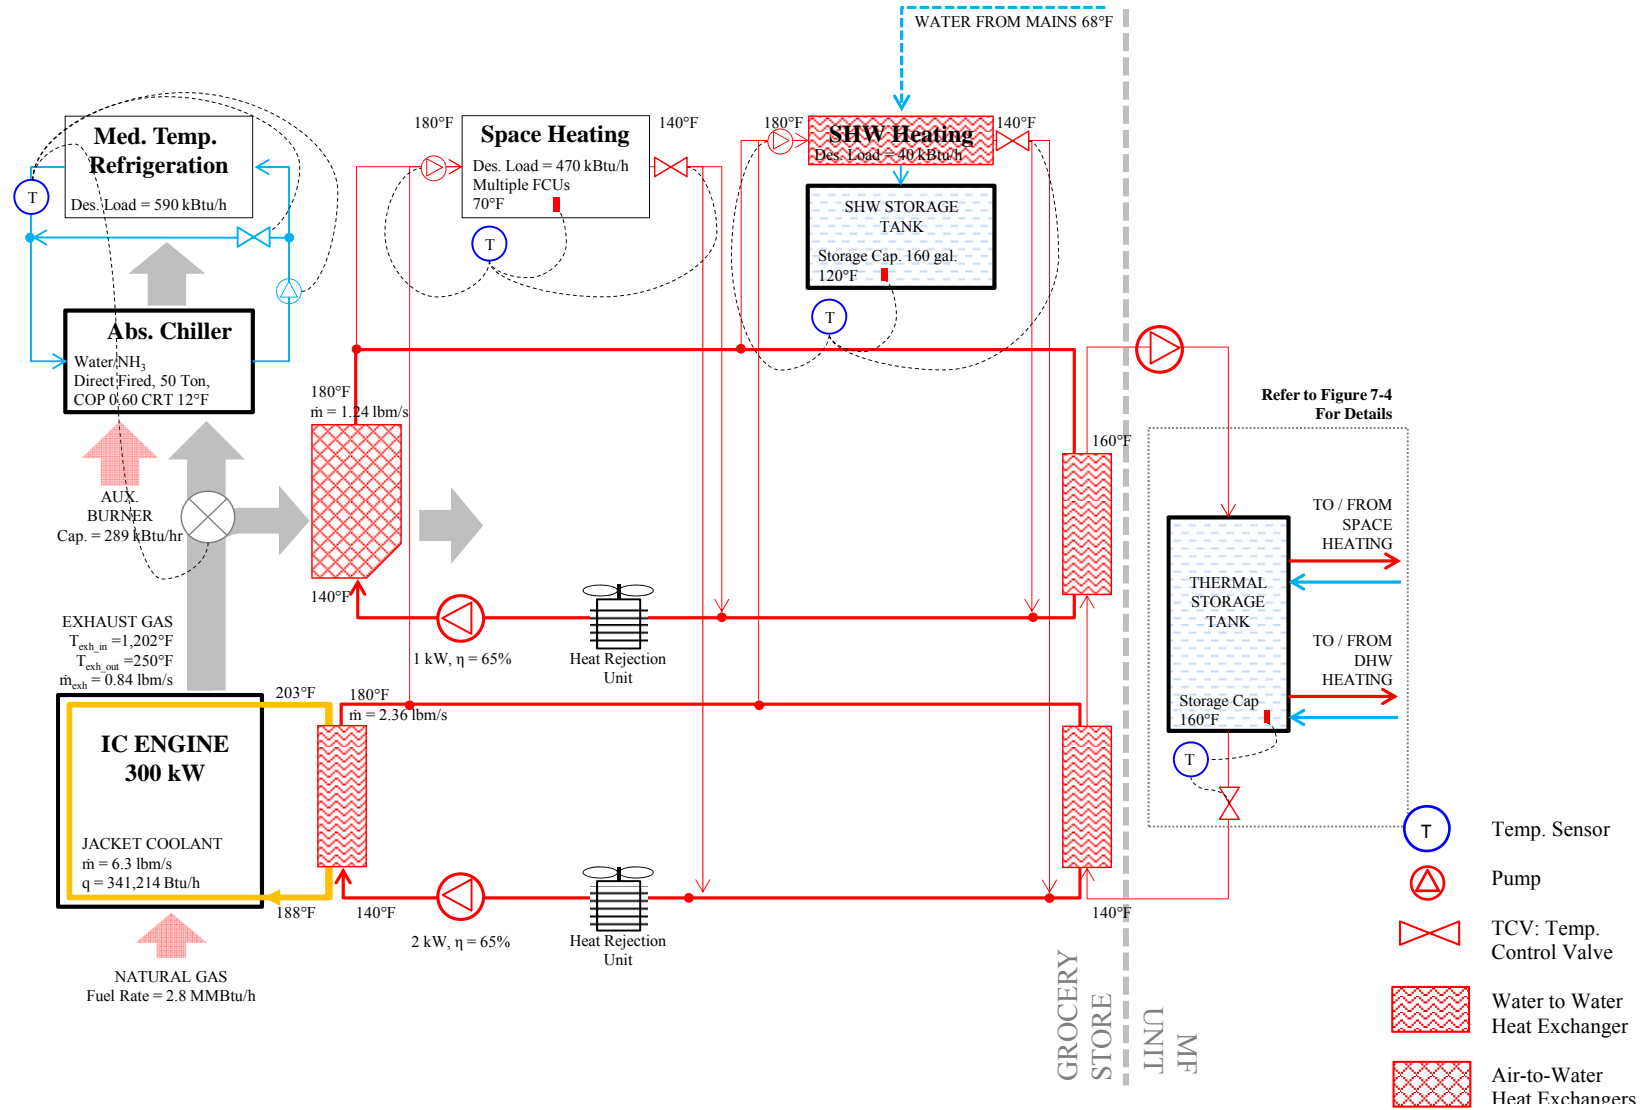 WATER FROM MAINS 68°F
Med. Temp.
Refrigeration
Des. Load = 590 kBtu/h
T
180°F
Space Heating
Des. Load = 470 kBtu/h
Multiple FCUs
70°F
140°F
T
180°F
SHW Heating
Des. Load = 40 kBtu/h
140°F
SHW STORAGE
TANK
Storage Cap. 160 gal.
120°F
T
Abs. Chiller
Water/NH3
Direct Fired, 50 Ton,
COP 0.60 CRT 12°F
AUX.
BURNER
Cap. = 289 kBtu/hr
180°F
ṁ = 1.24 lbm/s
140°F
1 kW, η = 65%
Heat Rejection
Unit
160°F
Refer to Figure 7-4
For Details
TO / FROM
SPACE
HEATING
THERMAL
STORAGE
TANK
TO / FROM
DHW
HEATING
Storage Cap
160°F
T
EXHAUST GAS
Texh_in =1,202°F
Texh_out =250°F
ṁexh = 0.84 lbm/s
203°F
180°F
ṁ = 2.36 lbm/s
IC ENGINE
300 kW
JACKET COOLANT
ṁ = 6.3 lbm/s
q = 341,214 Btu/h
188°F
140°F
2 kW, η = 65%
Heat Rejection
Unit
140°F
NATURAL GAS
Fuel Rate = 2.8 MMBtu/h
GROCERY
STORE
MF
UNIT
T
Temp. Sensor
Pump
TCV: Temp.
Control Valve
Water to Water
Heat Exchanger
Air-to-Water
Heat Exchangers